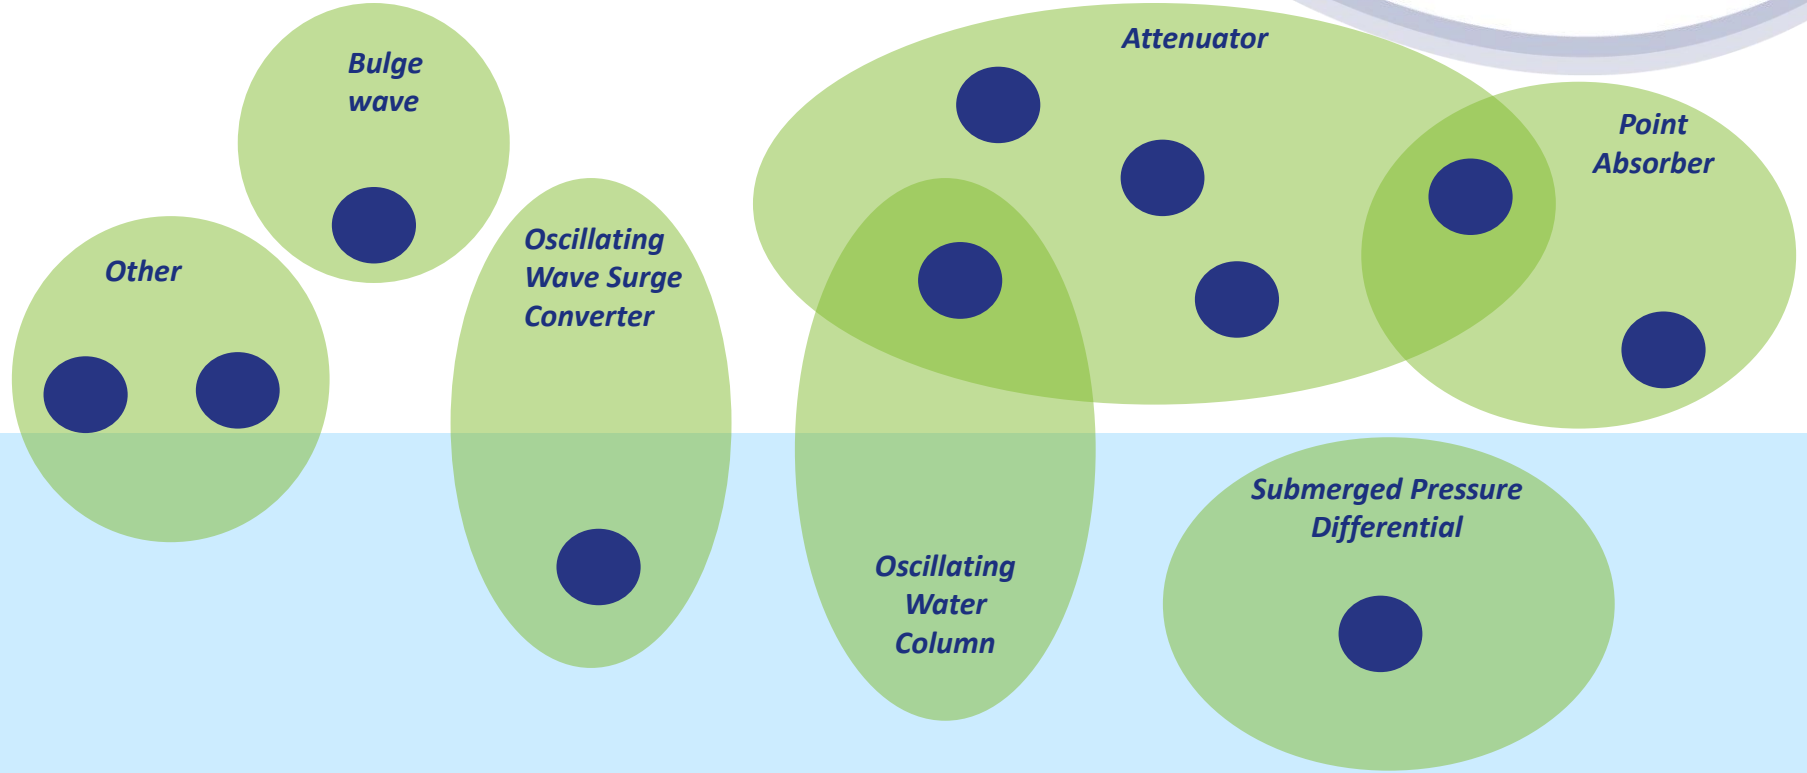 Bulge
wave
Other
Oscillating
Wave Surge
Converter
Attenuator
Point
Absorber
Oscillating
Water
Column
Submerged Pressure
Differential